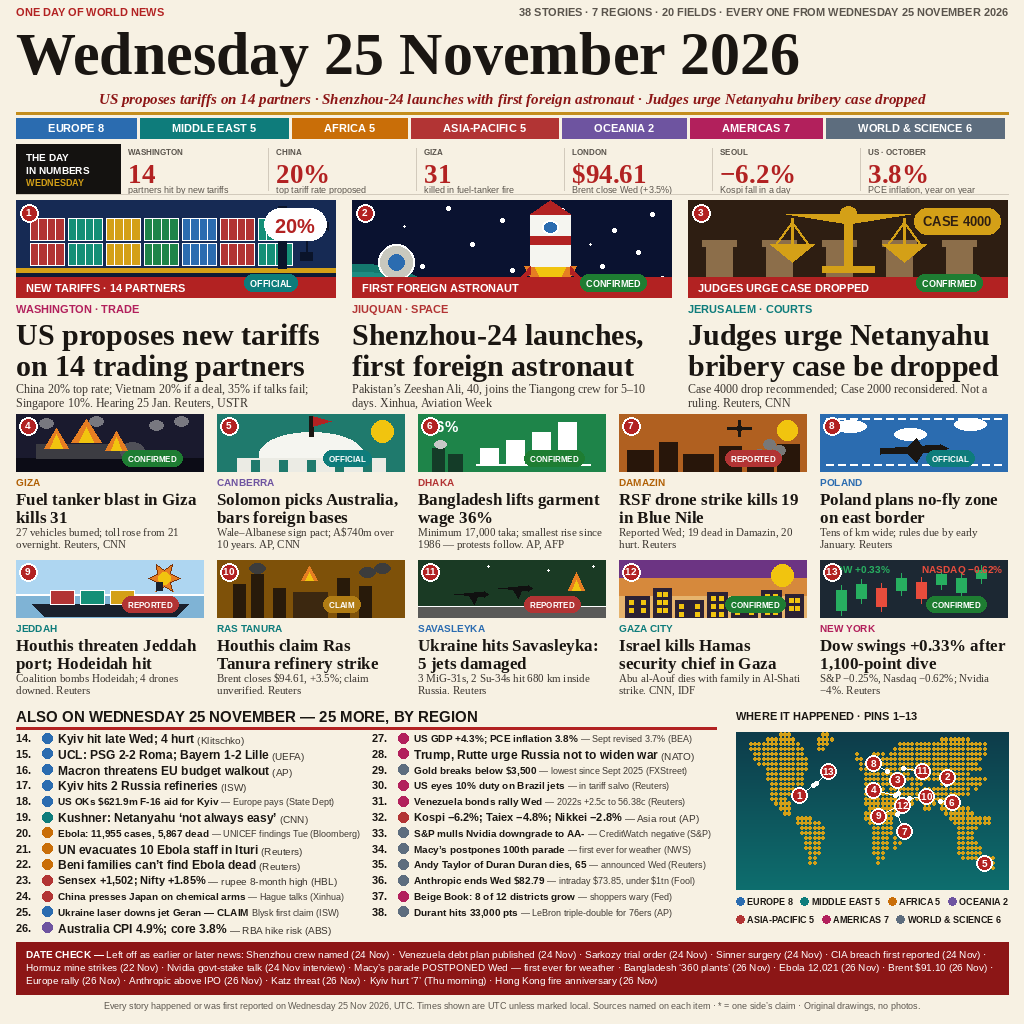 ONE DAY OF WORLD NEWS
38 STORIES · 7 REGIONS · 20 FIELDS · EVERY ONE FROM WEDNESDAY 25 NOVEMBER 2026
Wednesday 25 November 2026
US proposes tariffs on 14 partners · Shenzhou-24 launches with first foreign astronaut · Judges urge Netanyahu bribery case dropped
EUROPE 8
MIDDLE EAST 5
AFRICA 5
ASIA-PACIFIC 5
OCEANIA 2
AMERICAS 7
WORLD & SCIENCE 6
THE DAY
IN NUMBERS
WEDNESDAY
WASHINGTON
14
partners hit by new tariffs
CHINA
20%
top tariff rate proposed
GIZA
31
killed in fuel-tanker fire
LONDON
$94.61
Brent close Wed (+3.5%)
SEOUL
−6.2%
Kospi fall in a day
US · OCTOBER
3.8%
PCE inflation, year on year
1
20%
OFFICIAL
NEW TARIFFS · 14 PARTNERS
WASHINGTON · TRADE
US proposes new tariffs
on 14 trading partners
China 20% top rate; Vietnam 20% if a deal, 35% if talks fail;
Singapore 10%. Hearing 25 Jan. Reuters, USTR
2
CONFIRMED
FIRST FOREIGN ASTRONAUT
JIUQUAN · SPACE
Shenzhou-24 launches,
first foreign astronaut
Pakistan's Zeeshan Ali, 40, joins the Tiangong crew for 5–10
days. Xinhua, Aviation Week
3
CASE 4000
CONFIRMED
JUDGES URGE CASE DROPPED
JERUSALEM · COURTS
Judges urge Netanyahu
bribery case be dropped
Case 4000 drop recommended; Case 2000 reconsidered. Not a
ruling. Reuters, CNN
4
CONFIRMED
GIZA
Fuel tanker blast in Giza
kills 31
27 vehicles burned; toll rose from 21
overnight. Reuters, CNN
5
OFFICIAL
CANBERRA
Solomon picks Australia,
bars foreign bases
Wale–Albanese sign pact; A$740m over
10 years. AP, CNN
6
6%
CONFIRMED
DHAKA
Bangladesh lifts garment
wage 36%
Minimum 17,000 taka; smallest rise since
1986 — protests follow. AP, AFP
7
REPORTED
DAMAZIN
RSF drone strike kills 19
in Blue Nile
Reported Wed; 19 dead in Damazin, 20
hurt. Reuters
8
OFFICIAL
POLAND
Poland plans no-fly zone
on east border
Tens of km wide; rules due by early
January. Reuters
9
REPORTED
JEDDAH
Houthis threaten Jeddah
port; Hodeidah hit
Coalition bombs Hodeidah; 4 drones
downed. Reuters
10
CLAIM
RAS TANURA
Houthis claim Ras
Tanura refinery strike
Brent closes $94.61, +3.5%; claim
unverified. Reuters
11
REPORTED
SAVASLEYKA
Ukraine hits Savasleyka:
5 jets damaged
3 MiG-31s, 2 Su-34s hit 680 km inside
Russia. Reuters
12
CONFIRMED
GAZA CITY
Israel kills Hamas
security chief in Gaza
Abu al-Aouf dies with family in Al-Shati
strike. CNN, IDF
13
W +0.33%
NASDAQ −0.62%
CONFIRMED
NEW YORK
Dow swings +0.33% after
1,100-point dive
S&P −0.25%, Nasdaq −0.62%; Nvidia
−4%. Reuters
ALSO ON WEDNESDAY 25 NOVEMBER — 25 MORE, BY REGION
14. Kyiv hit late Wed; 4 hurt (Klitschko)
15. UCL: PSG 2-2 Roma; Bayern 1-2 Lille (UEFA)
16. Macron threatens EU budget walkout (AP)
17. Kyiv hits 2 Russia refineries (ISW)
18. US OKs $621.9m F-16 aid for Kyiv — Europe pays (State Dept)
19. Kushner: Netanyahu 'not always easy' (CNN)
20. Ebola: 11,955 cases, 5,867 dead — UNICEF findings Tue (Bloomberg)
21. UN evacuates 10 Ebola staff in Ituri (Reuters)
22. Beni families can't find Ebola dead (Reuters)
23. Sensex +1,502; Nifty +1.85% — rupee 8-month high (HBL)
24. China presses Japan on chemical arms — Hague talks (Xinhua)
25. Ukraine laser downs jet Geran — CLAIM Blysk first claim (ISW)
26. Australia CPI 4.9%; core 3.8% — RBA hike risk (ABS)
27. US GDP +4.3%; PCE inflation 3.8% — Sept revised 3.7% (BEA)
28. Trump, Rutte urge Russia not to widen war (NATO)
29. Gold breaks below $3,500 — lowest since Sept 2025 (FXStreet)
30. US eyes 10% duty on Brazil jets — in tariff salvo (Reuters)
31. Venezuela bonds rally Wed — 2022s +2.5c to 56.38c (Reuters)
32. Kospi −6.2%; Taiex −4.8%; Nikkei −2.8% — Asia rout (AP)
33. S&P mulls Nvidia downgrade to AA- — CreditWatch negative (S&P)
34. Macy's postpones 100th parade — first ever for weather (NWS)
35. Andy Taylor of Duran Duran dies, 65 — announced Wed (Reuters)
36. Anthropic ends Wed $82.79 — intraday $73.85, under $1tn (Fool)
37. Beige Book: 8 of 12 districts grow — shoppers wary (Fed)
38. Durant hits 33,000 pts — LeBron triple-double for 76ers (AP)
WHERE IT HAPPENED · PINS 1–13
13
8
11
3
2
1
4
10
12
6
9
7
5
EUROPE 8
MIDDLE EAST 5
AFRICA 5
OCEANIA 2
ASIA-PACIFIC 5
AMERICAS 7
WORLD & SCIENCE 6
DATE CHECK — Left off as earlier or later news: Shenzhou crew named (24 Nov) · Venezuela debt plan published (24 Nov) · Sarkozy trial order (24 Nov) · Sinner surgery (24 Nov) · CIA breach first reported (24 Nov) ·
Hormuz mine strikes (22 Nov) · Nvidia govt-stake talk (24 Nov interview) · Macy's parade POSTPONED Wed — first ever for weather · Bangladesh '360 plants' (26 Nov) · Ebola 12,021 (26 Nov) · Brent $91.10 (26 Nov) ·
Europe rally (26 Nov) · Anthropic above IPO (26 Nov) · Katz threat (26 Nov) · Kyiv hurt '7' (Thu morning) · Hong Kong fire anniversary (26 Nov)
Every story happened or was first reported on Wednesday 25 Nov 2026, UTC. Times shown are UTC unless marked local. Sources named on each item · * = one side's claim · Original drawings, no photos.